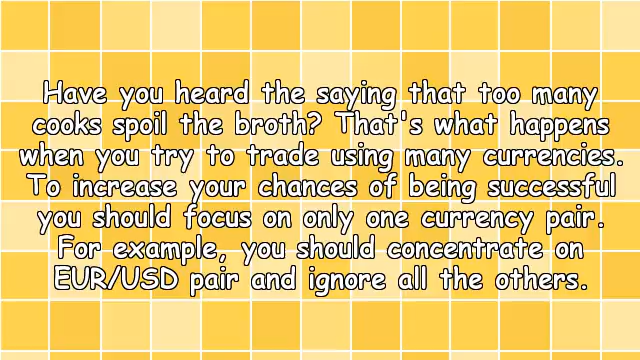 Have you heard the saying that too many
cooks spoil the broth? That's what happens
when you try to trade using many currencies.
To increase your chances of being successful
you should focus on only one currency pair.
For example, you should concentrate on
EUR/USD pair and ignore all the others.